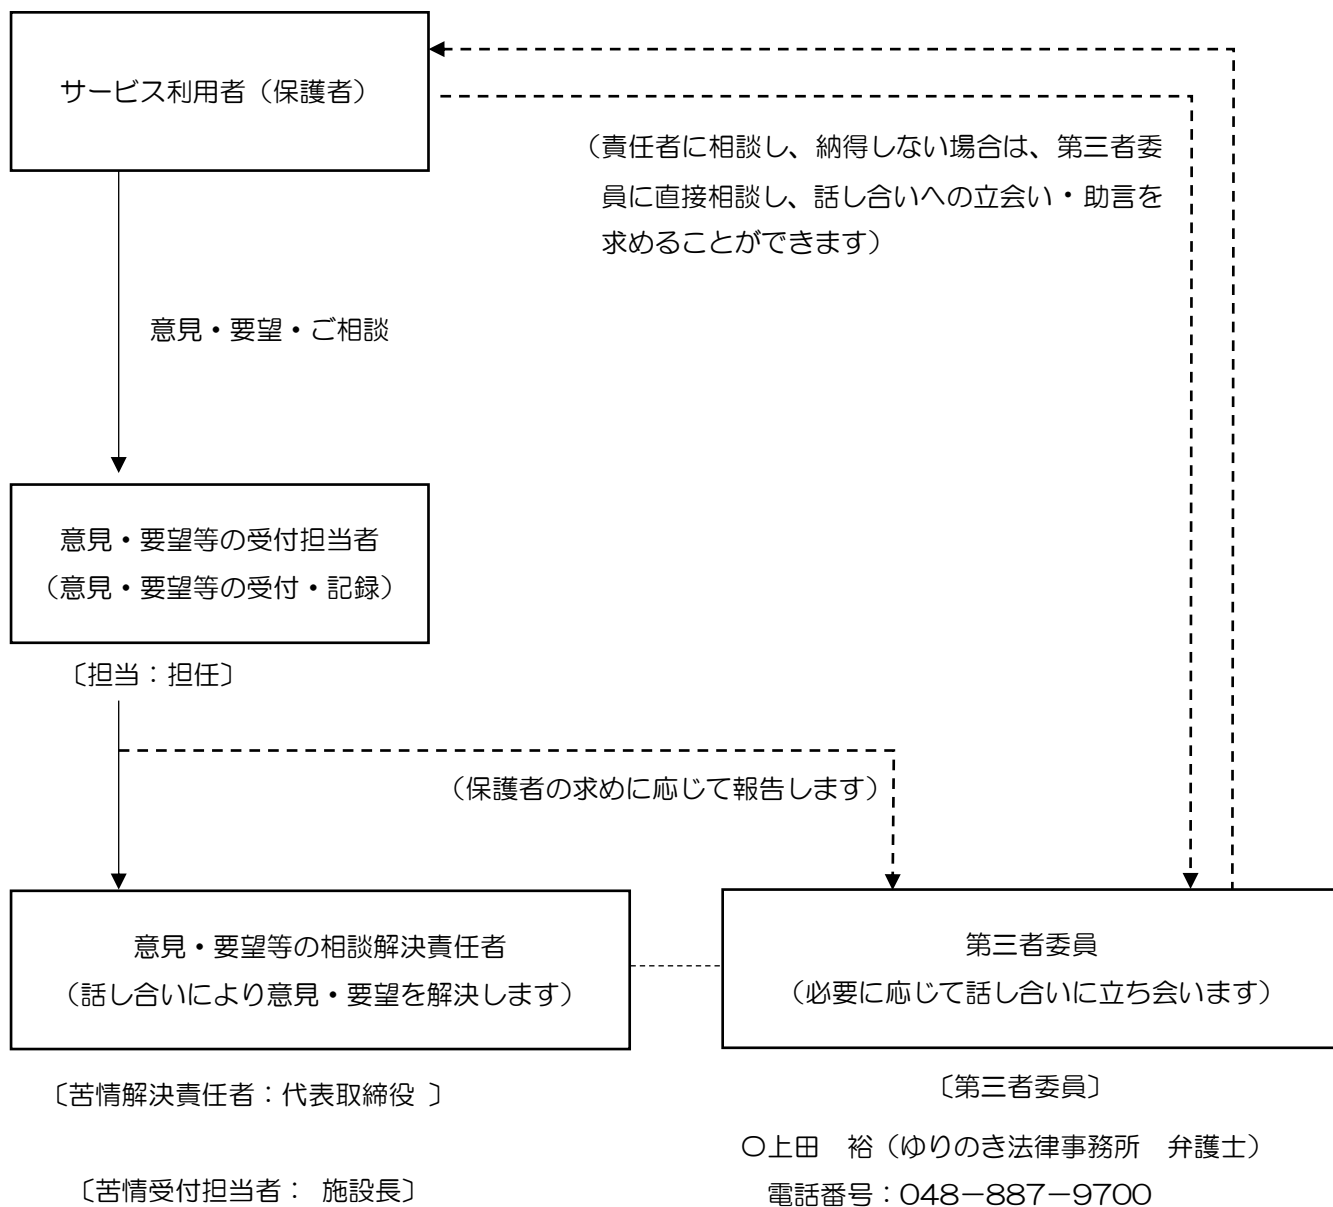 サービス利用者（保護者）
（責任者に相談し、納得しない場合は、第三者委
員に直接相談し、話し合いへの立会い・助言を
求めることができます）
意見・要望・ご相談
意見・要望等の受付担当者
（意見・要望等の受付・記録）
〔担当：担任〕
（保護者の求めに応じて報告します）
意見・要望等の相談解決責任者
（話し合いにより意見・要望を解決します）
第三者委員
（必要に応じて話し合いに立ち会います）
〔苦情解決責任者：代表取締役 〕
〔苦情受付担当者： 施設長〕
〔第三者委員〕
〇上田　裕（ゆりのき法律事務所　弁護士）
電話番号：０４８－８８７－９７００